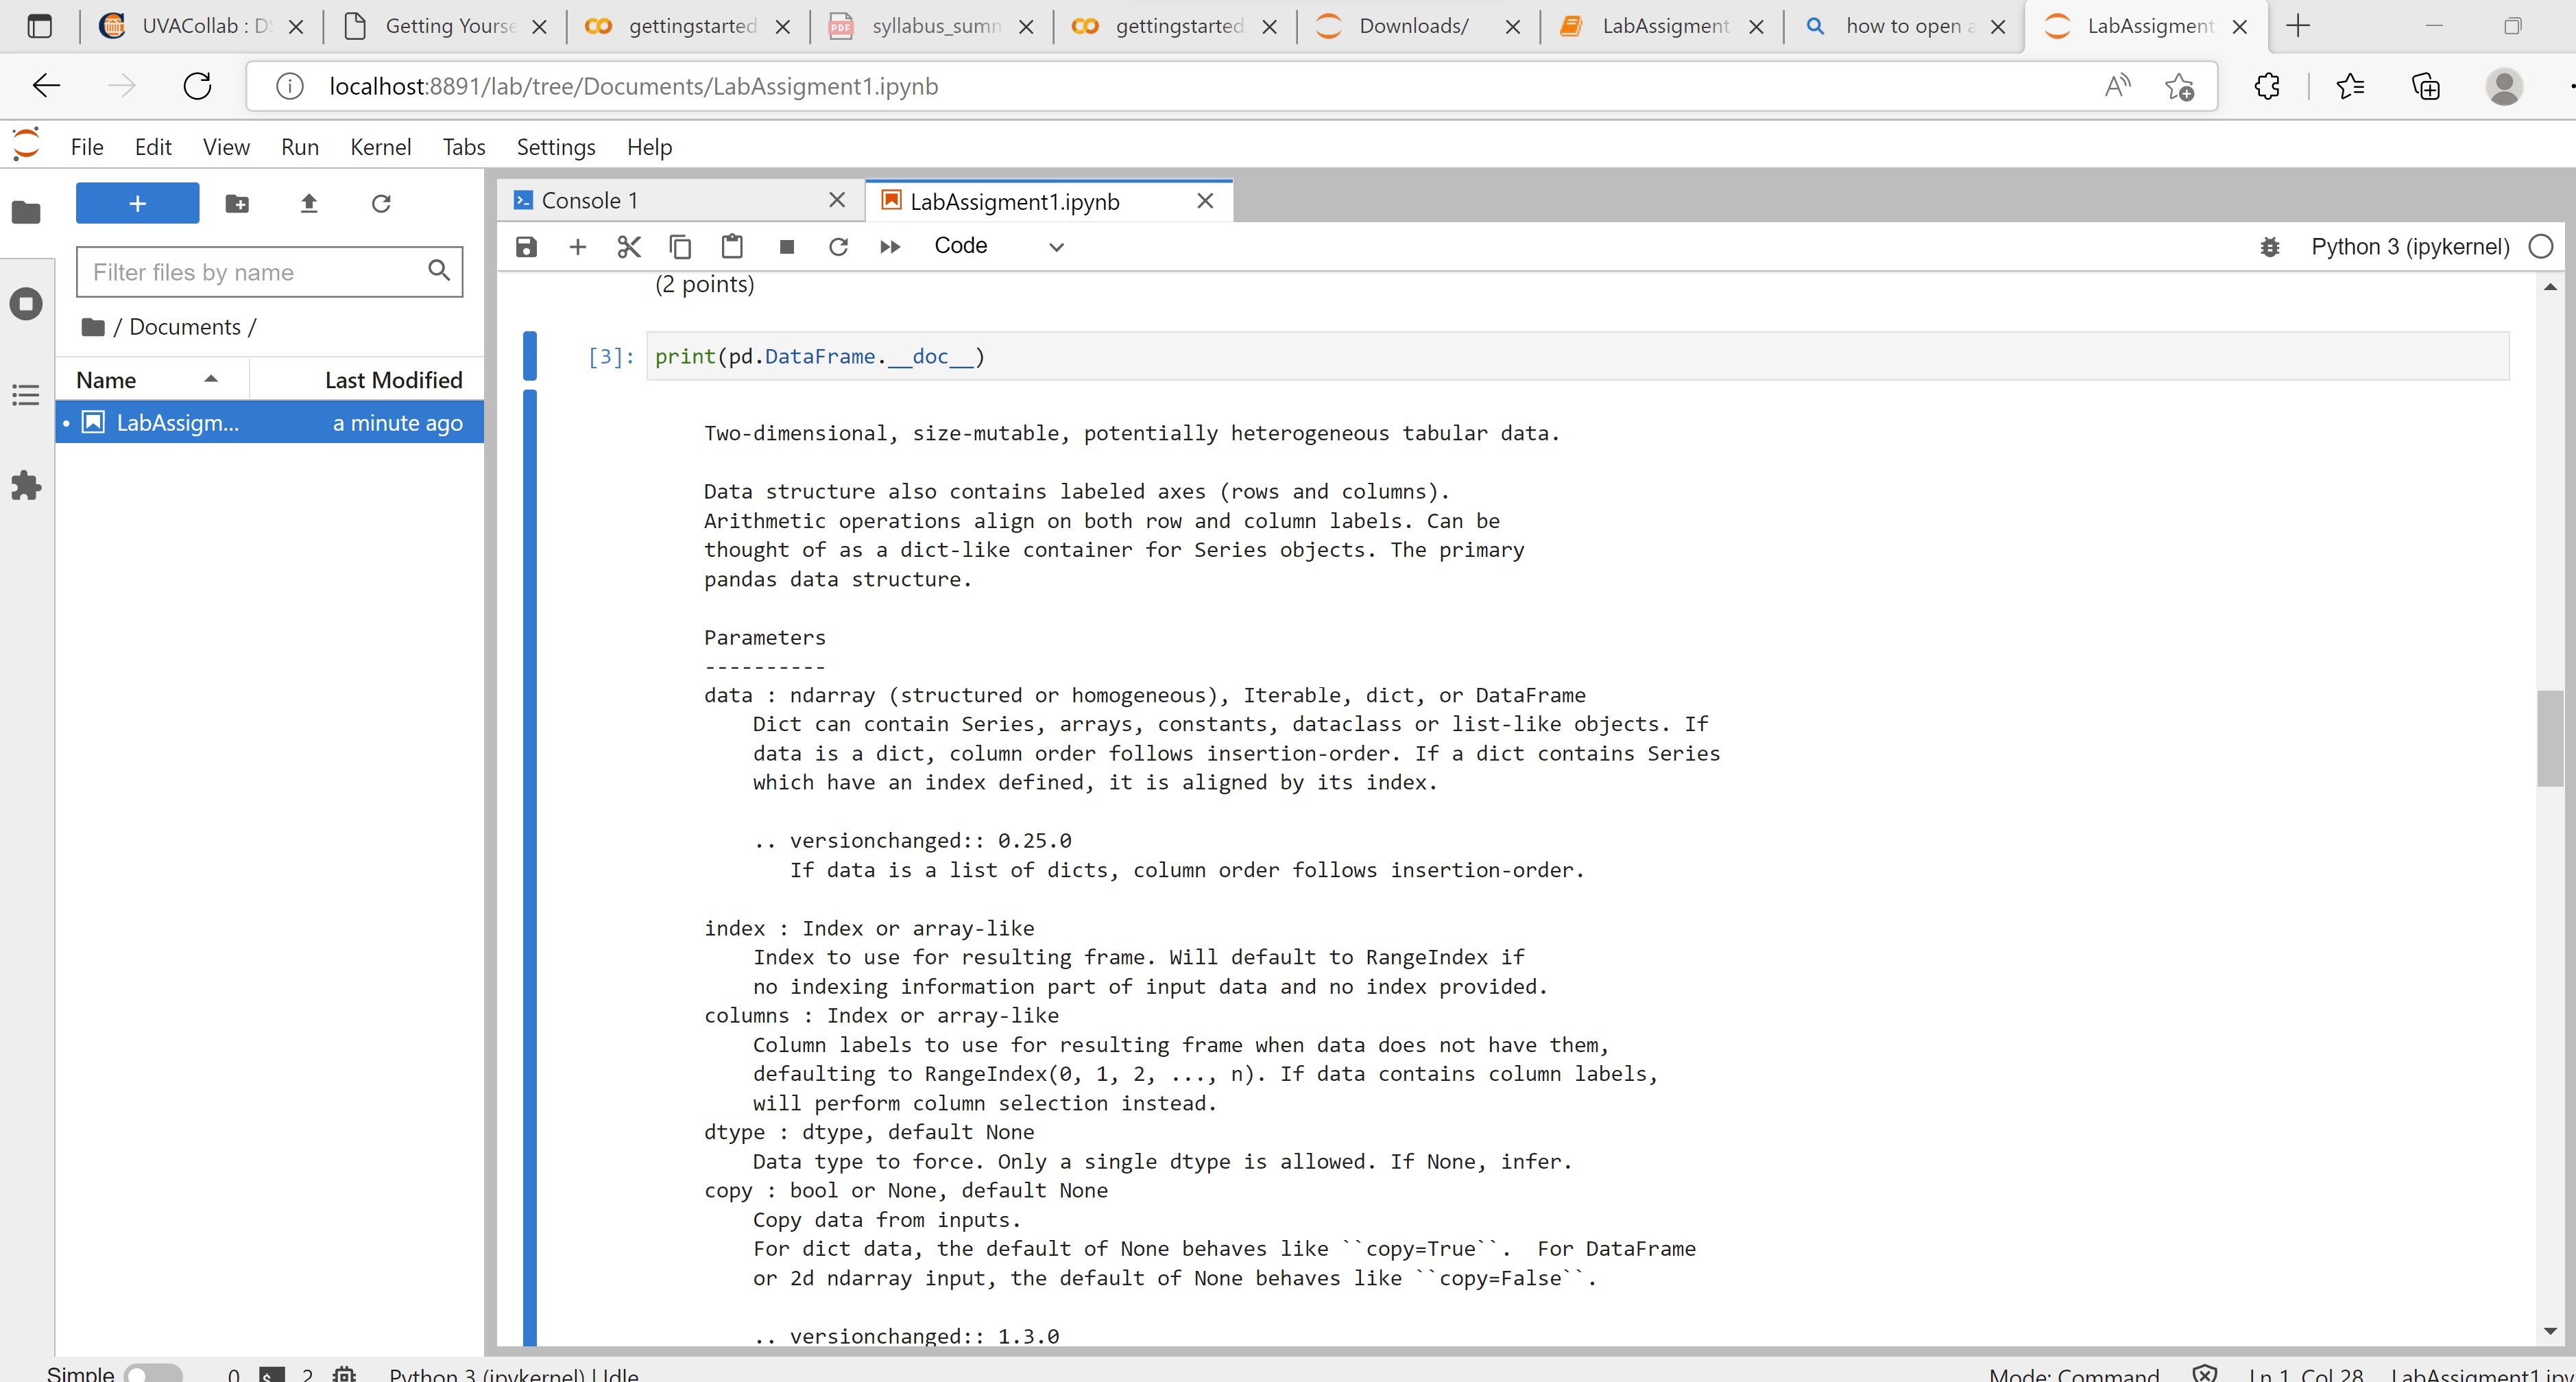 UVACollab : DS
Getting Yourse
gettingstarted
syllabus_summ
gettingstarted
Downloads/
LabAssigment
how to open a
LabAssigment
localhost:8891/lab/tree/Documents/LabAssigment1.ipynb
File Edit View Run Kernel Tabs Settings Help
Console 1
LabAssigment1.ipynb
Code
Python 3 (ipykernel)
Filter files by name
/ Documents /
Name Last Modified
LabAssigm... a minute ago
(2 points)
[3]: print(pd.DataFrame.__doc__)
Two-dimensional, size-mutable, potentially heterogeneous tabular data.
Data structure also contains labeled axes (rows and columns).
Arithmetic operations align on both row and column labels. Can be
thought of as a dict-like container for Series objects. The primary
pandas data structure.
Parameters
----------
data : ndarray (structured or homogeneous), Iterable, dict, or DataFrame
Dict can contain Series, arrays, constants, dataclass or list-like objects. If
data is a dict, column order follows insertion-order. If a dict contains Series
which have an index defined, it is aligned by its index.
.. versionchanged:: 0.25.0
If data is a list of dicts, column order follows insertion-order.
index : Index or array-like
Index to use for resulting frame. Will default to RangeIndex if
no indexing information part of input data and no index provided.
columns : Index or array-like
Column labels to use for resulting frame when data does not have them,
defaulting to RangeIndex(0, 1, 2, ..., n). If data contains column labels,
will perform column selection instead.
dtype : dtype, default None
Data type to force. Only a single dtype is allowed. If None, infer.
copy : bool or None, default None
Copy data from inputs.
For dict data, the default of None behaves like ``copy=True``.  For DataFrame
or 2d ndarray input, the default of None behaves like ``copy=False``.
.. versionchanged:: 1.3.0
Simple 0 2 Python 3 (ipykernel) | Idle Mode: Command Ln 1, Col 28 LabAssigment1.ipy